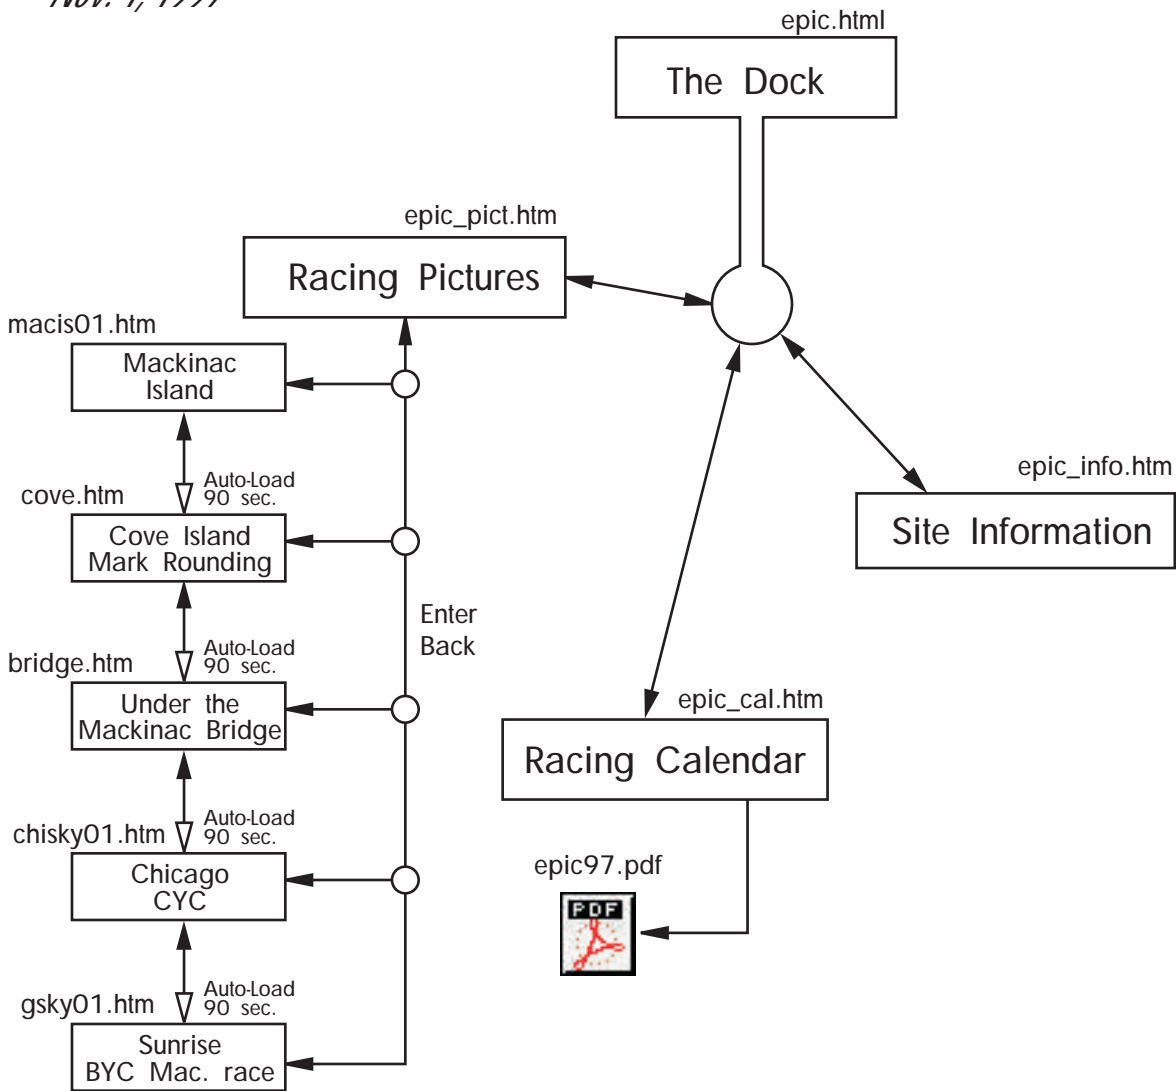 Nov. 1, 1997
epic.html
The Dock
epic_pict.htm
Racing Pictures
macis01.htm
Mackinac
Island
Auto-Load
90 sec.
cove.htm
Cove Island
Mark Rounding
epic_info.htm
Site Information
Enter
Back
Auto-Load
90 sec.
bridge.htm
Under the
Mackinac Bridge
epic_cal.htm
Racing Calendar
Auto-Load
90 sec.
chisky01.htm
Chicago
CYC
epic97.pdf
PDF
Auto-Load
90 sec.
gsky01.htm
Sunrise
BYC Mac. race